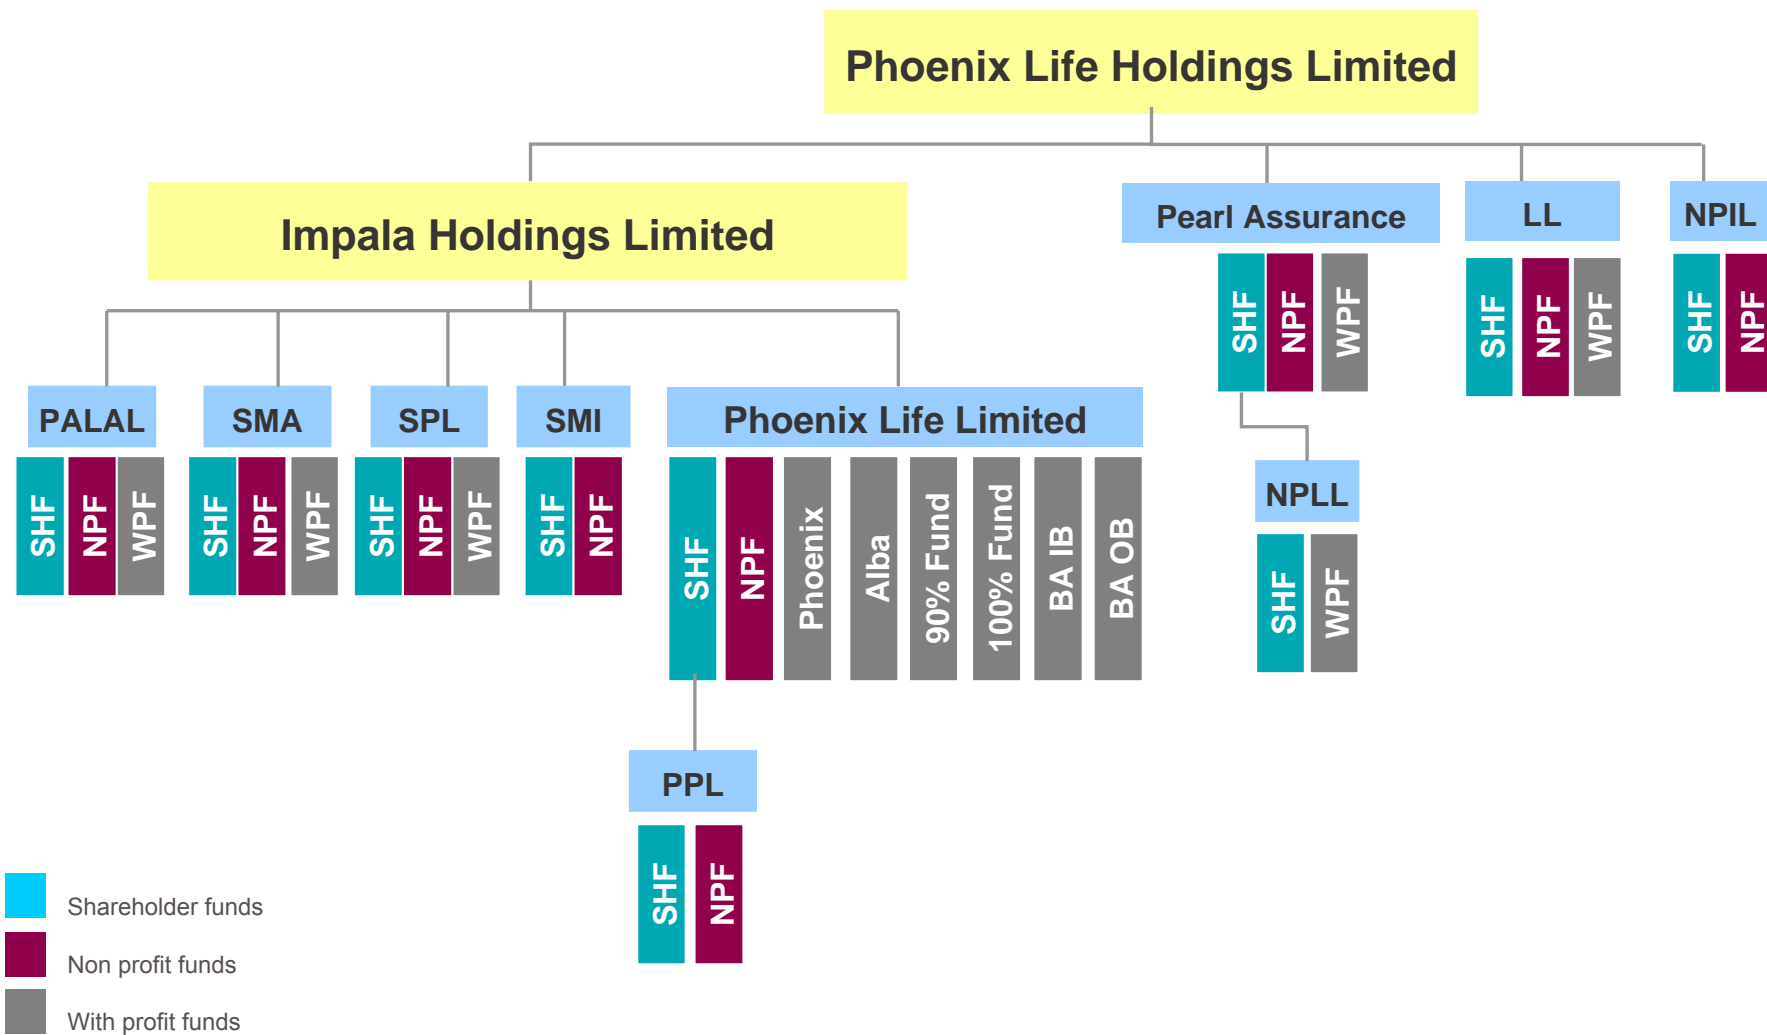 Phoenix Life Holdings Limited
Impala Holdings Limited
Pearl Assurance
LL
NPIL
SHF
NPF
WPF
SHF
NPF
WPF
SHF
NPF
PALAL
SMA
SPL
SMI
Phoenix Life Limited
SHF
NPF
WPF
SHF
NPF
WPF
SHF
NPF
WPF
SHF
NPF
SHF
NPF
Phoenix
Alba
90% Fund
100% Fund
BA IB
BA OB
NPLL
SHF
WPF
PPL
SHF
NPF
Shareholder funds
Non profit funds
With profit funds